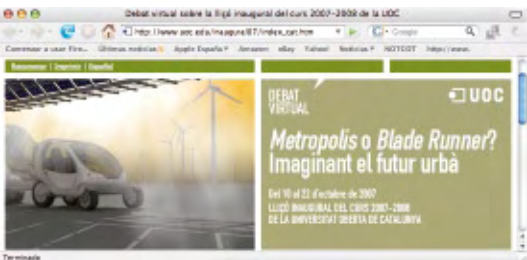 Debat virtual sobre la lliçó inaugural del curs 2007-2008 de la UOC
http://www.uoc.edu/inaugural07/index_cat.htm
Google
Comenzar a usar Fire... Últimas noticias Apple España Amazon eBay Yahoo! Noticias
Imprimir | Español
DEBAT
VIRTUAL
UOC
Metropolis o Blade Runner?
Imaginant el futur urbà
Del 10 al 22 d'octubre de 2007
LLIÇÓ INAUGURAL DEL CURS 2007-2008
DE LA UNIVERSITAT OBERTA DE CATALUNYA
Terminado